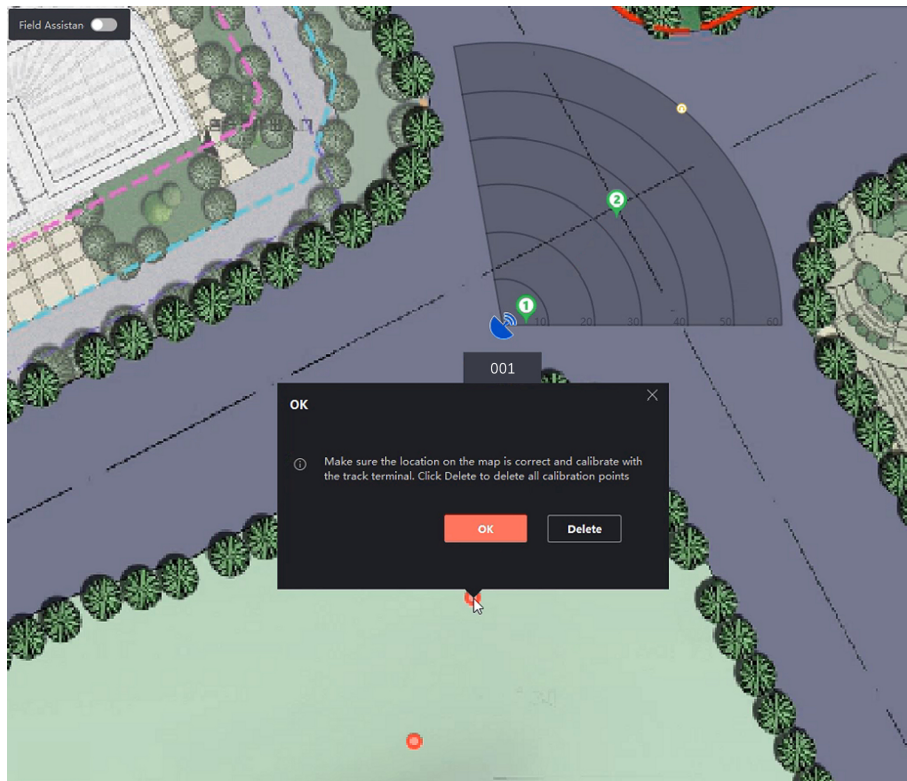 Field Assistan
2
1
10
20
30
40
50
60
001
OK
Make sure the location on the map is correct and calibrate with
the track terminal. Click Delete to delete all calibration points
OK
Delete